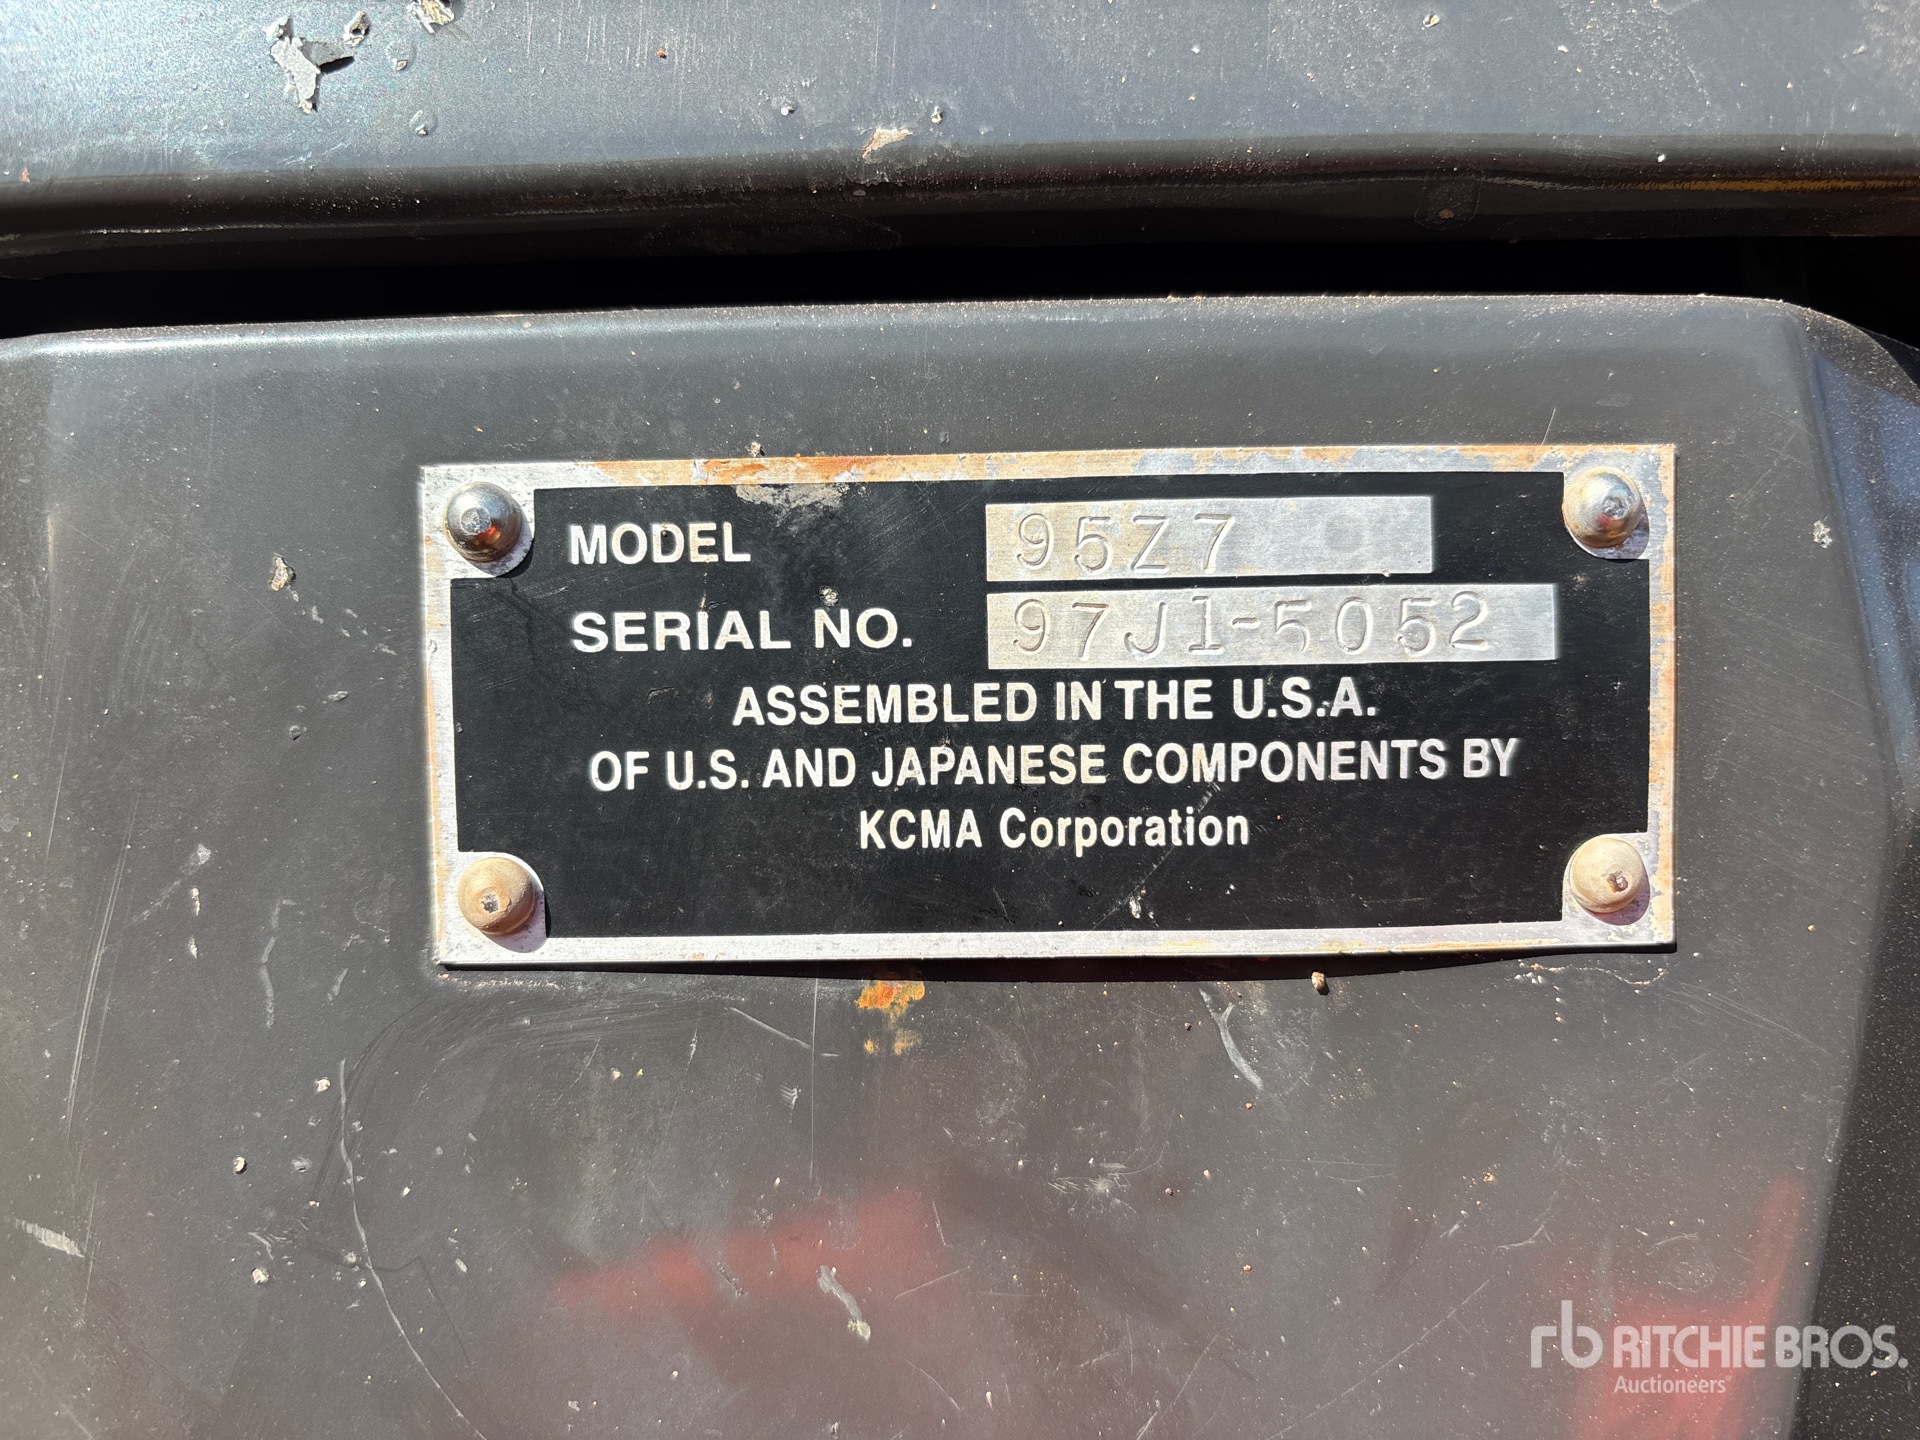 MODEL 95Z7
SERIAL NO. 97J1-5052
ASSEMBLED IN THE U.S.A.
OF U.S. AND JAPANESE COMPONENTS BY
KCMA Corporation
rb RITCHIE BROS.
Auctioneers